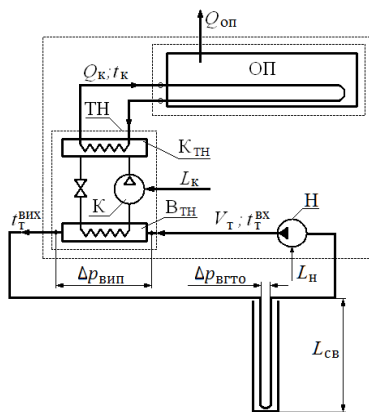 Qоп
Qк; tк
ОП
ТН
КТН
К
Lк
ВТН
tтвих
Vт; tтвх
Н
Δpвип
Δpвгто
Lн
Lсв